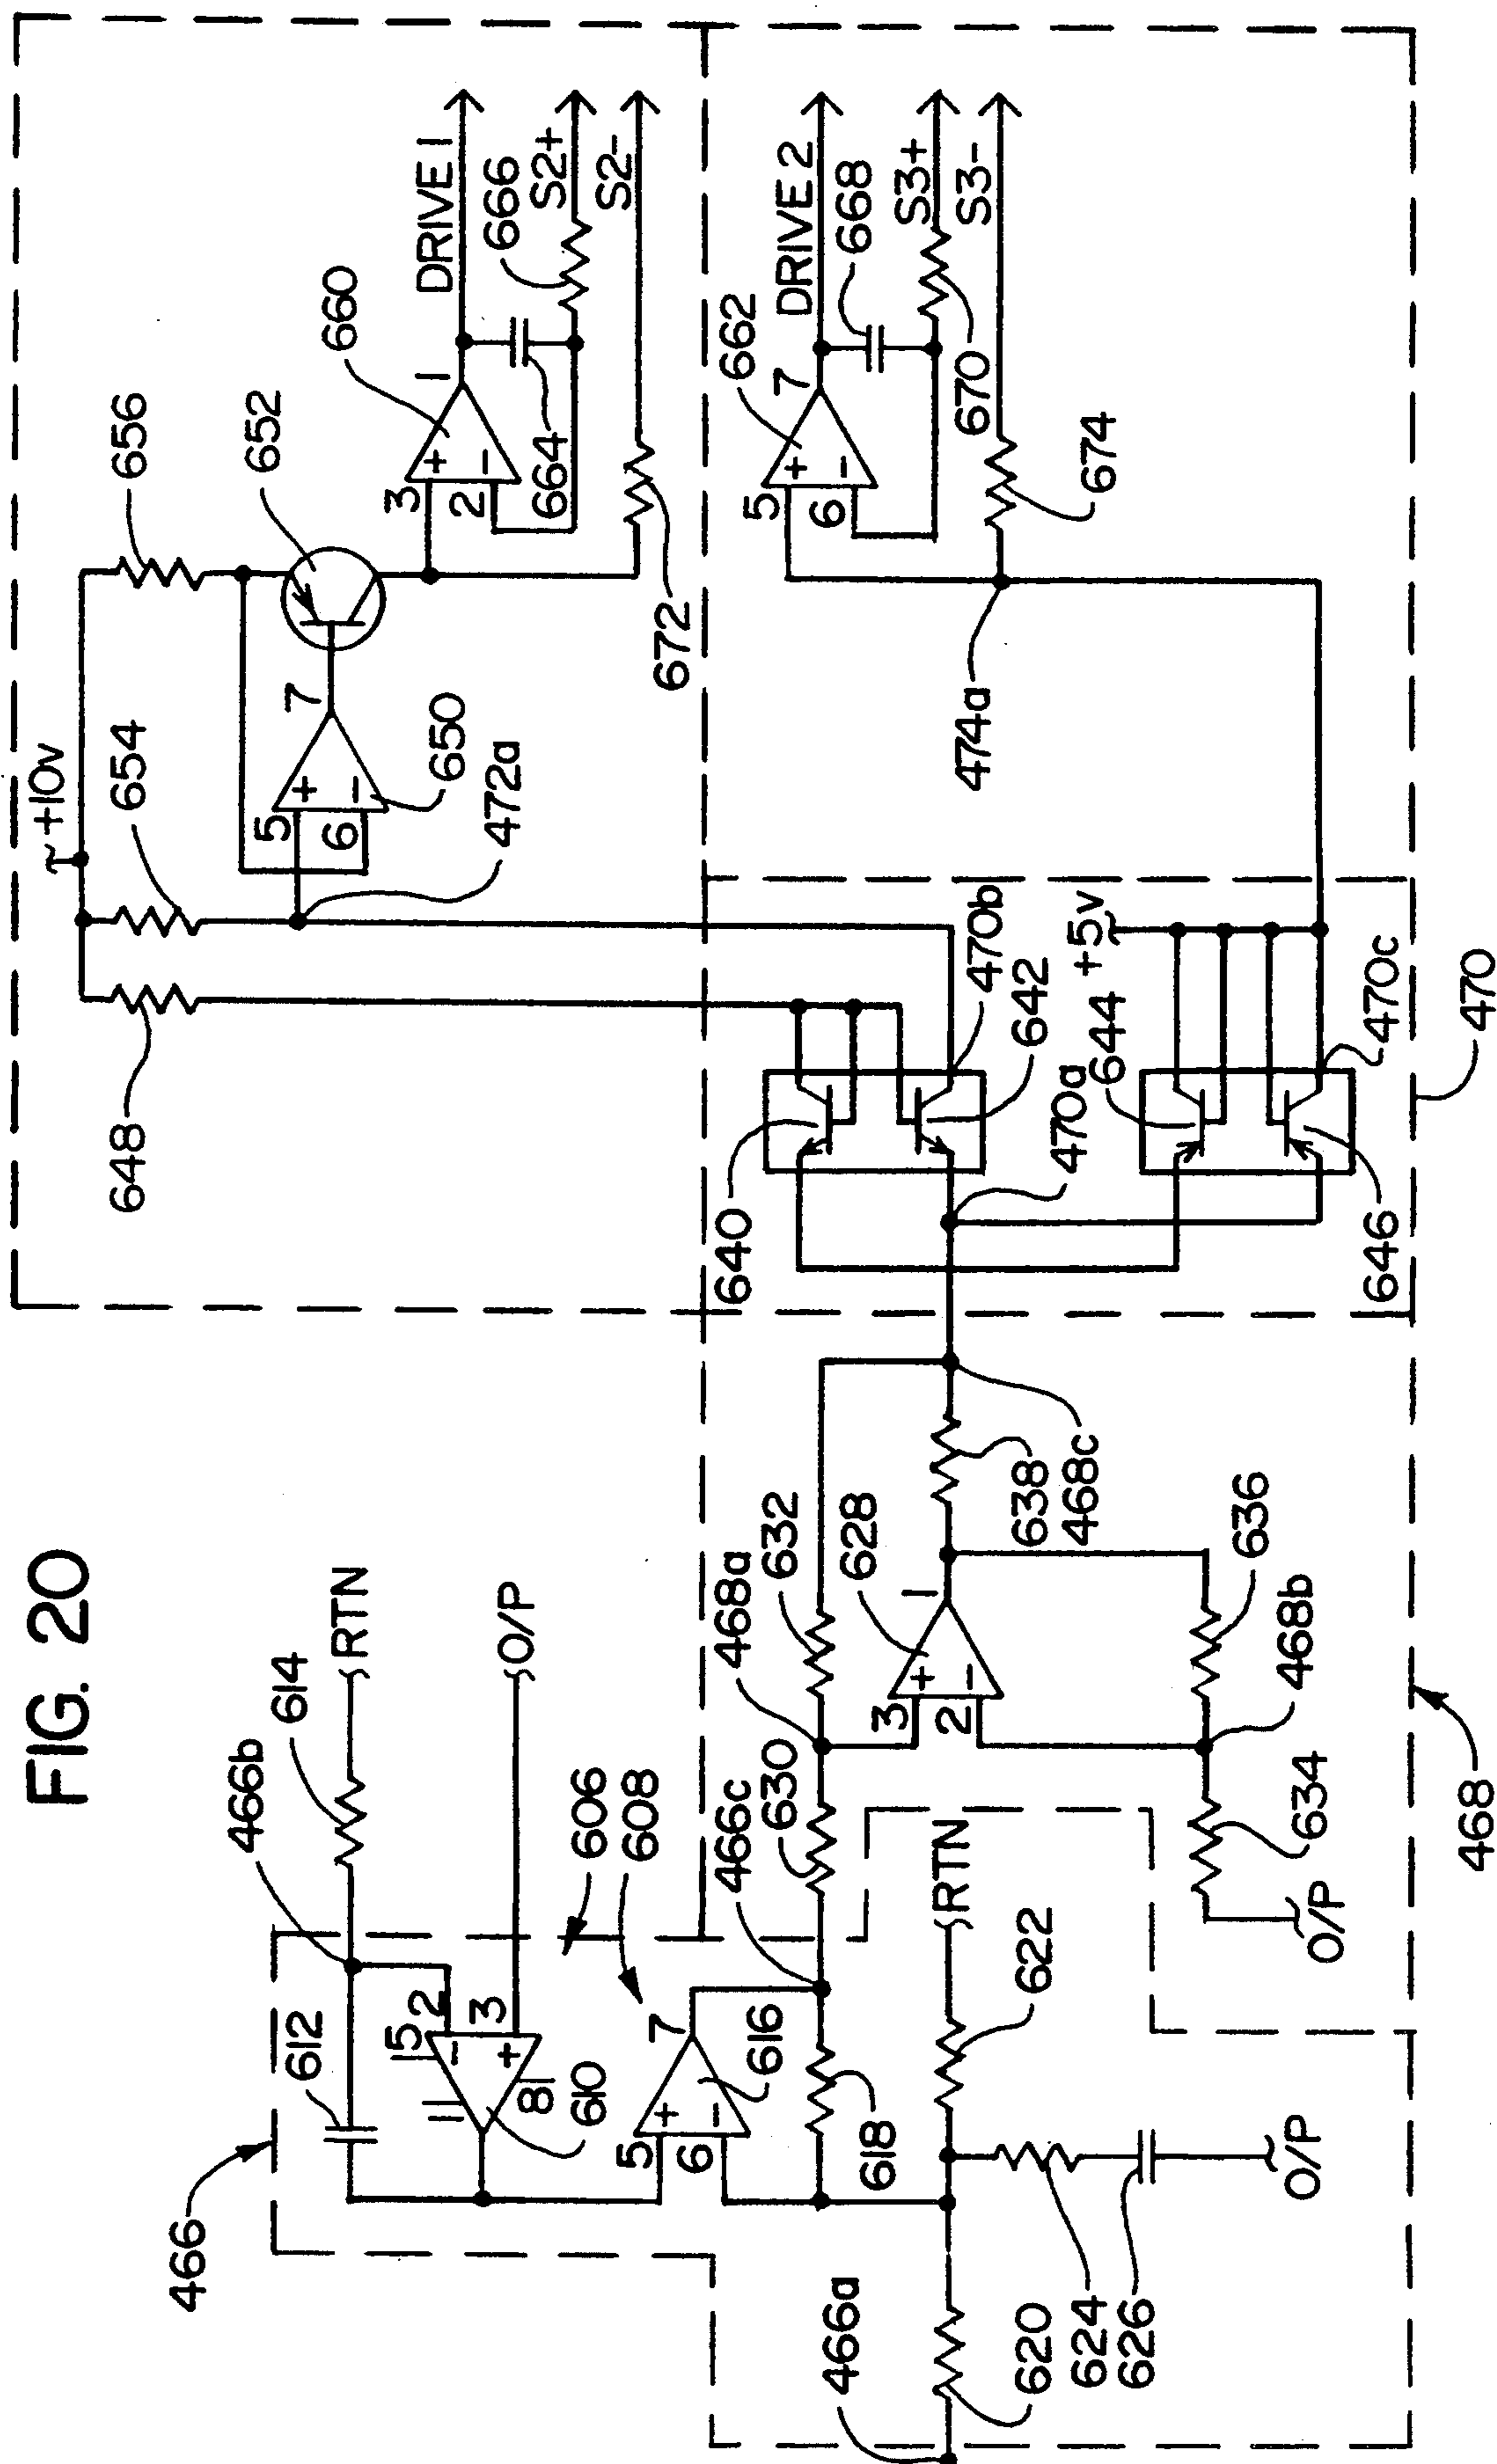 FIG. 20
466
612
466b
614
RTN
O/P
5
2
3
1
8
610
606
608
7
5
6
616
618
466c
630
468a
632
466a
620
624
626
O/P
622
RTN
634
O/P
468b
636
3
2
1
628
638
468c
468
648
654
+10v
656
652
5
6
7
650
472a
660
3
2
1
664
DRIVE 1
666
S2+
S2-
672
640
470b
642
470a
644
+5v
646
470c
470
474a
662
5
6
7
DRIVE 2
668
S3+
S3-
670
674